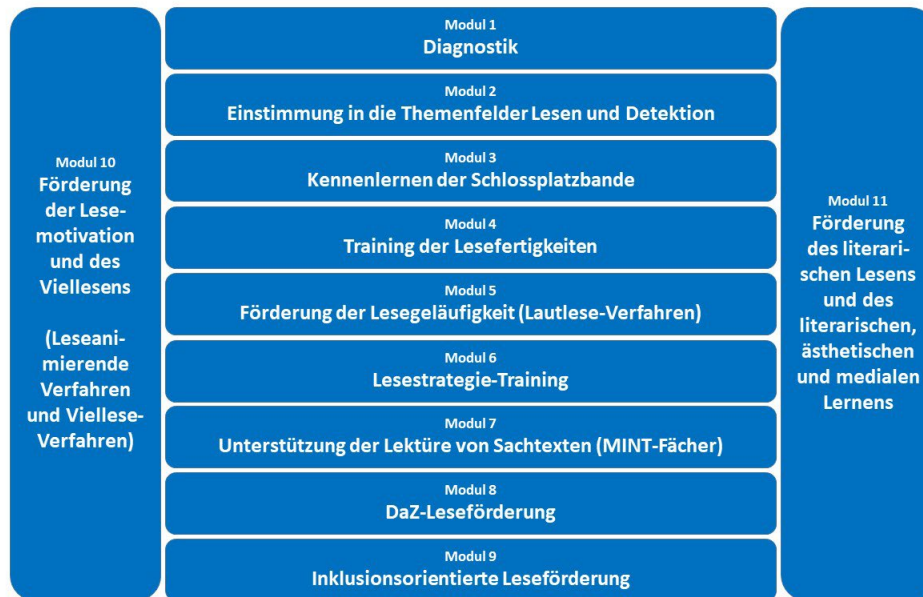 Modul 10
Förderung
der Lese-
motivation
und des
Viellesens
(Leseani-
mierende
Verfahren
und Viellese-
Verfahren)
Modul 1
Diagnostik
Modul 2
Einstimmung in die Themenfelder Lesen und Detektion
Modul 3
Kennenlernen der Schlossplatzbande
Modul 4
Training der Lesefertigkeiten
Modul 5
Förderung der Lesegeläufigkeit (Lautlese-Verfahren)
Modul 6
Lesestrategie-Training
Modul 7
Unterstützung der Lektüre von Sachtexten (MINT-Fächer)
Modul 8
DaZ-Leseförderung
Modul 9
Inklusionsorientierte Leseförderung
Modul 11
Förderung
des literari-
schen Lesens
und des
literarischen,
ästhetischen
und medialen
Lernens